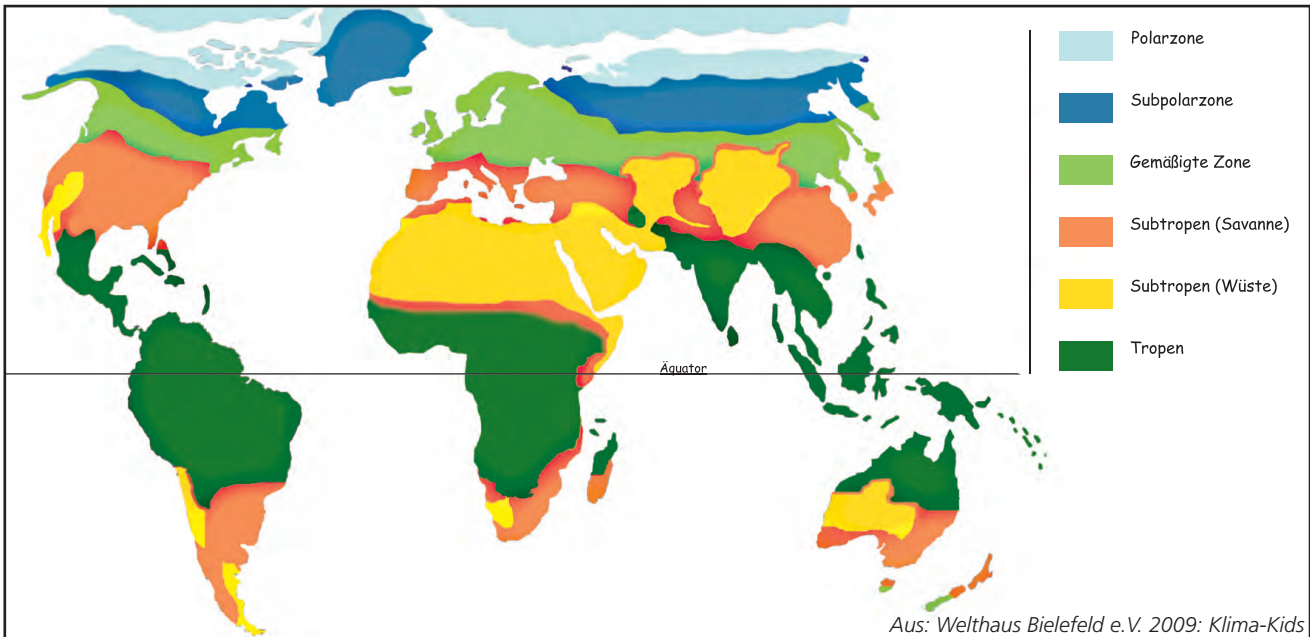 Polarzone
Subpolarzone
Gemäßigte Zone
Subtropen (Savanne)
Subtropen (Wüste)
Tropen
Äquator
Aus: Welthaus Bielefeld e.V. 2009: Klima-Kids